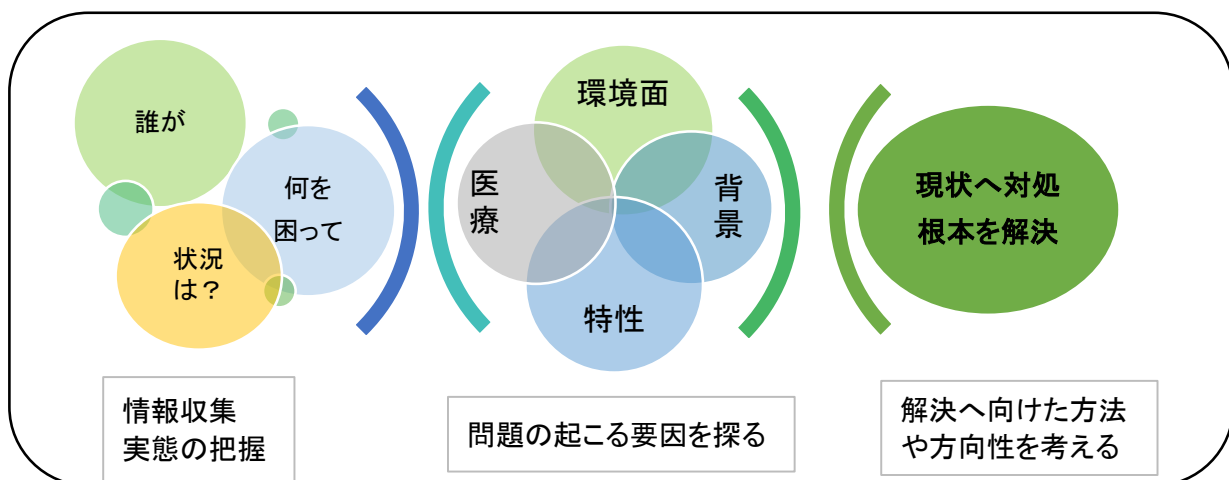 誰が
何を
困って
状況
は？
環境面
医療
背景
特性
現状へ対処
根本を解決
情報収集
実態の把握
問題の起こる要因を探る
解決へ向けた方法
や方向性を考える